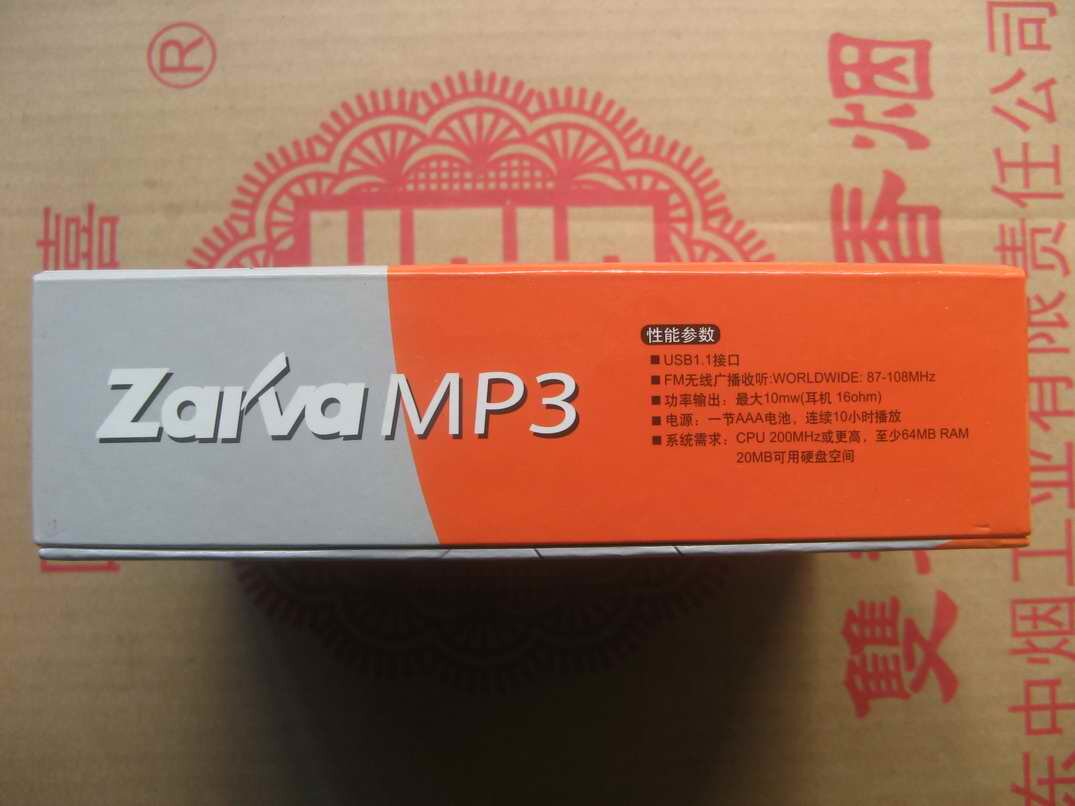 ®
囍
雙喜香烟
东中烟工业有限责任公司
Zarva MP3
性能参数
■ USB1.1接口
■ FM无线广播收听:WORLDWIDE: 87-108MHz
■ 功率输出：最大10mw(耳机 16ohm)
■ 电源：一节AAA电池，连续10小时播放
■ 系统需求：CPU 200MHz或更高，至少64MB RAM
20MB可用硬盘空间